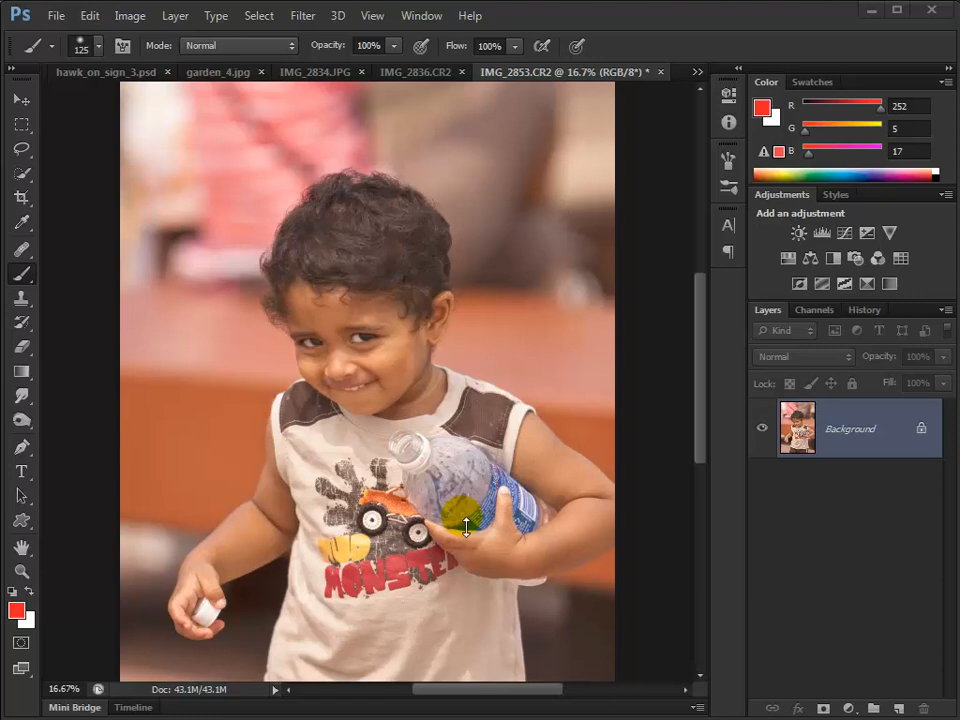 Ps File Edit Image Layer Type Select Filter 3D View Window Help
125 Mode: Normal Opacity: 100% Flow: 100%
hawk_on_sign_3.psd × garden_4.jpg × IMG_2834.JPG × IMG_2836.CR2 × IMG_2853.CR2 @ 16.7% (RGB/8*) * ×
Color Swatches
R 252
G 5
B 17
Adjustments Styles
Add an adjustment
Layers Channels History
Kind
Normal Opacity: 100%
Lock: Fill: 100%
Background
MONSTER
16.67% Doc: 43.1M/43.1M
Mini Bridge Timeline